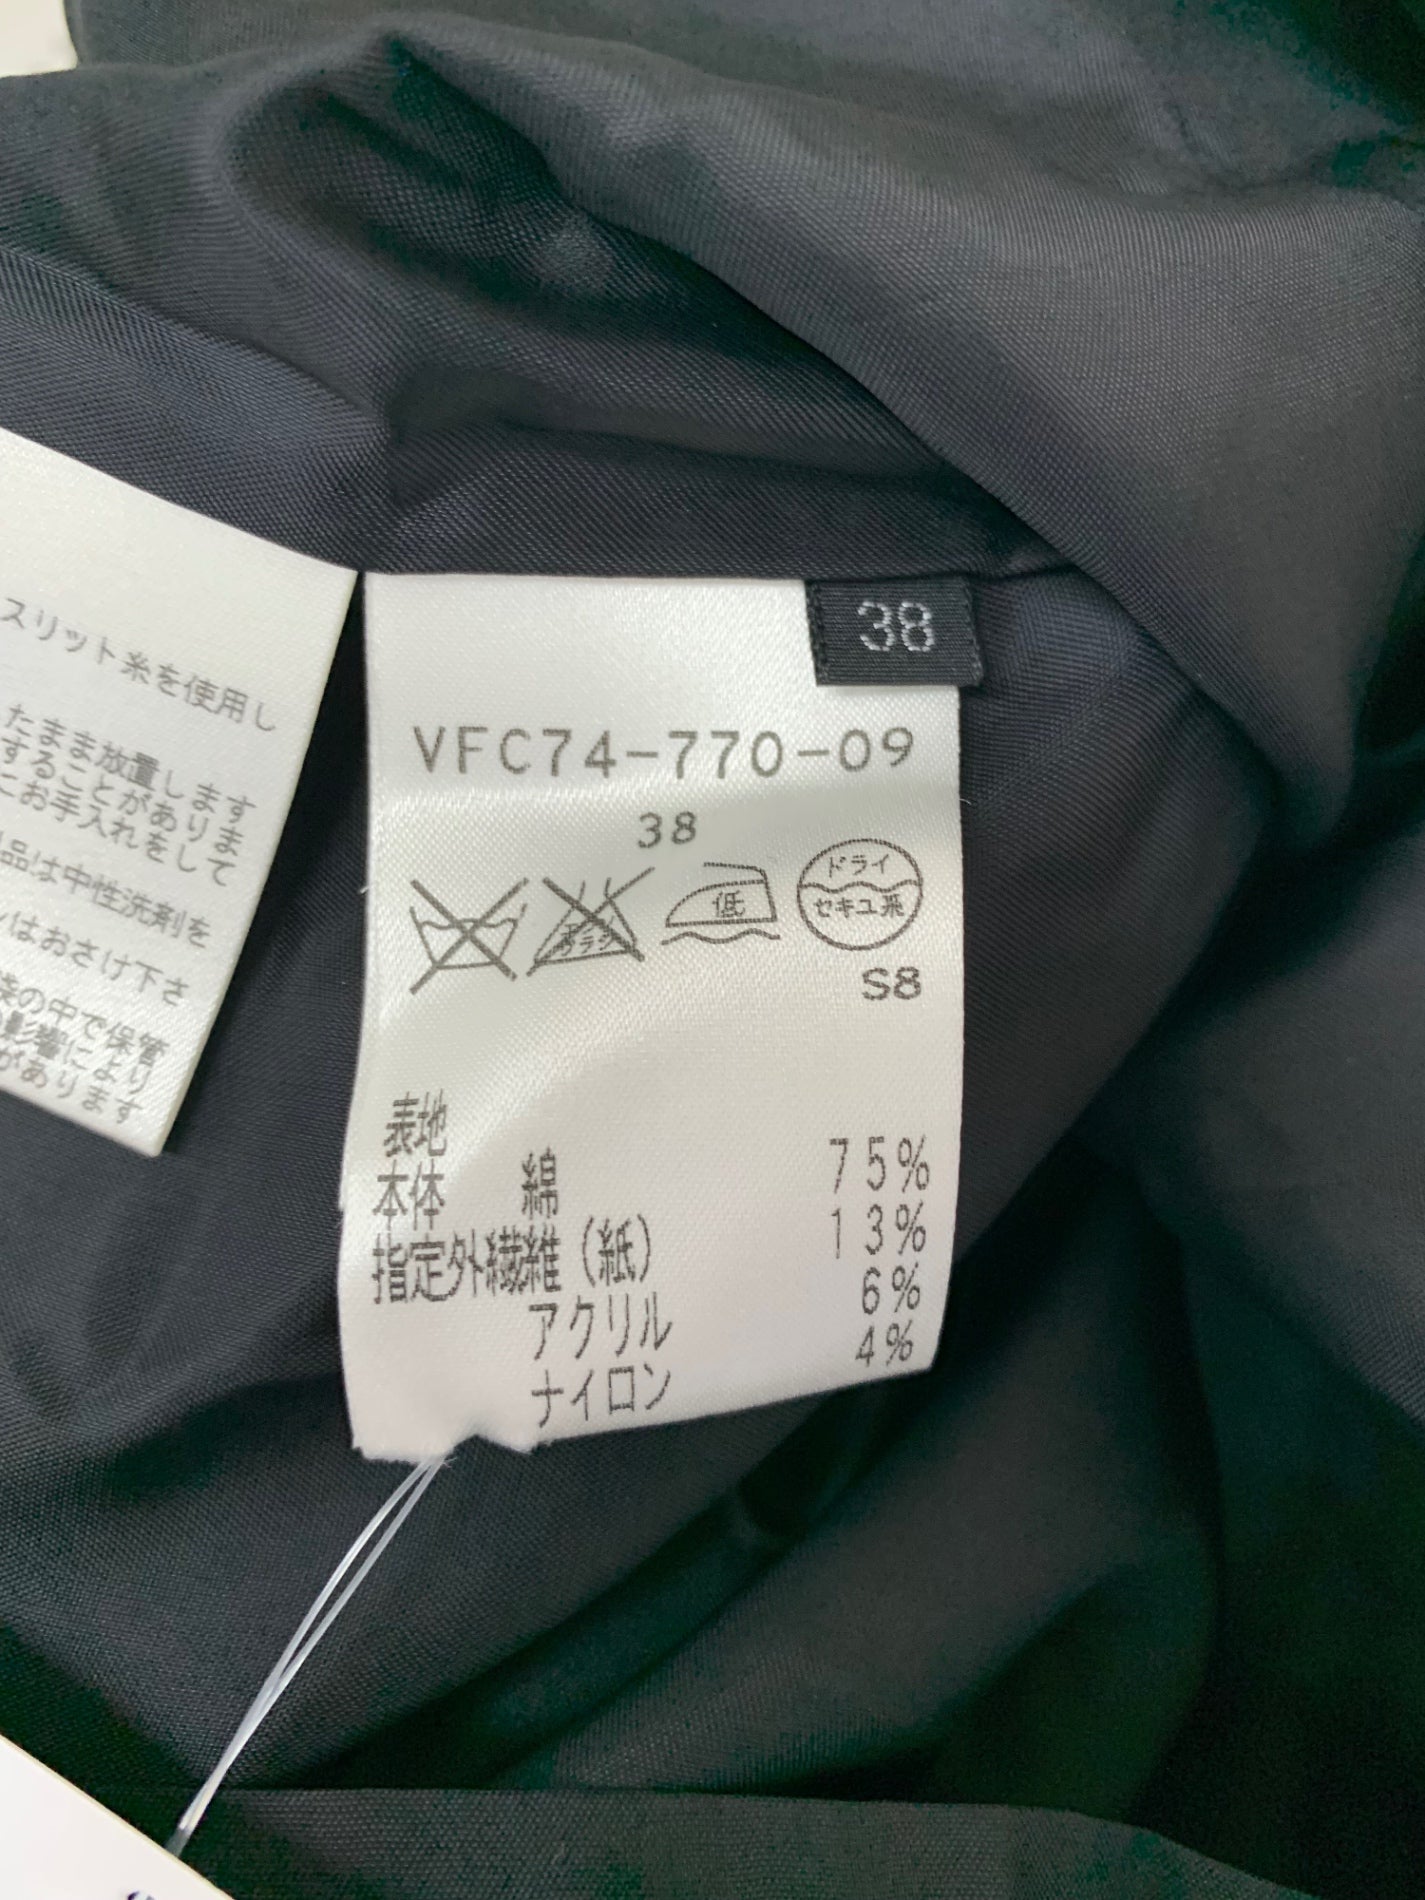 スリット糸を使用し
たまま放置します
することがありま
にお手入れをして
品は中性洗剤を
はおさけ下さ
袋の中で保管
影響により
があります
38
VFC74-770-09
38
低
ドライ
セキユ系
S8
表地
本体 綿 75%
指定外繊維(紙) 13%
アクリル 6%
ナイロン 4%